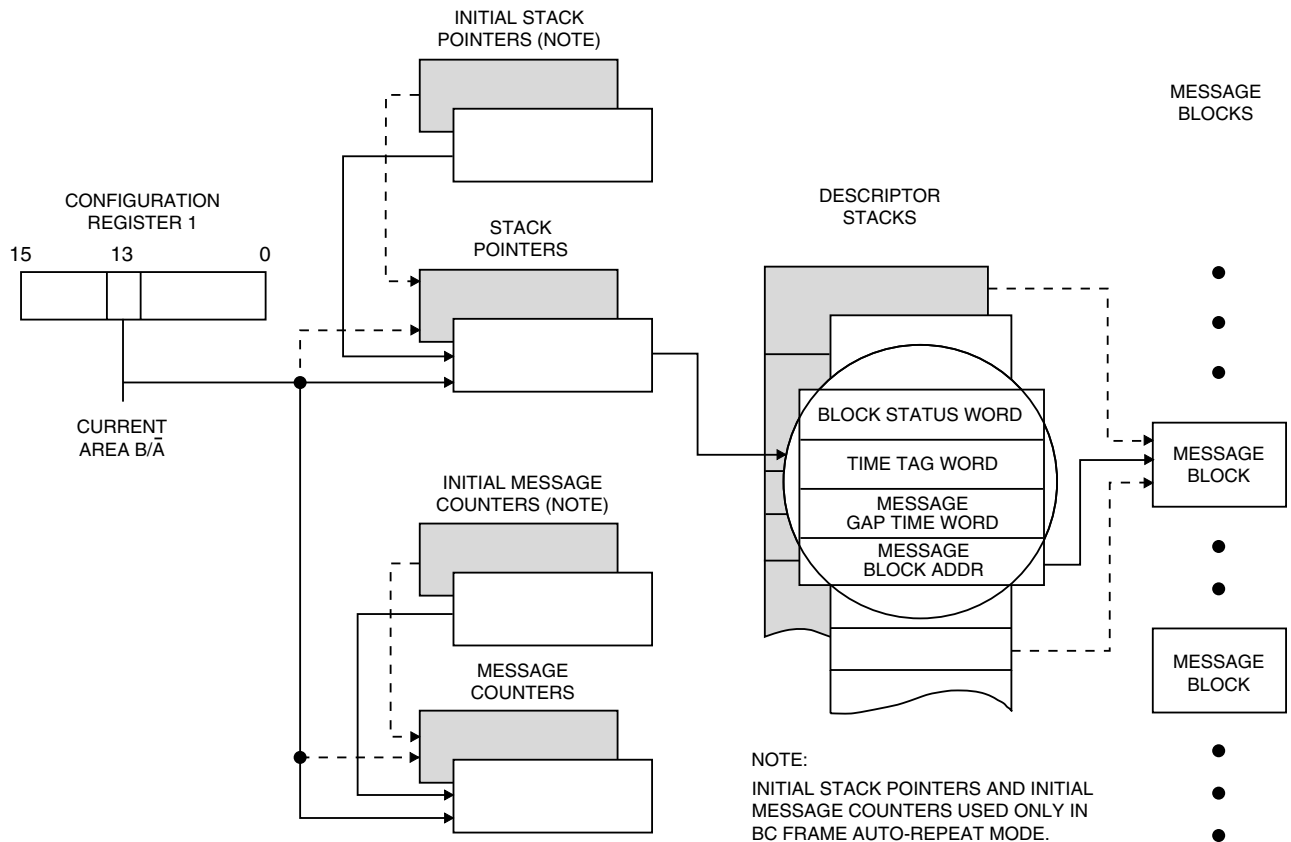 INITIAL STACK
POINTERS (NOTE)
MESSAGE
BLOCKS
CONFIGURATION
REGISTER 1
15
13
0
STACK
POINTERS
DESCRIPTOR
STACKS
CURRENT
AREA B/A̅
BLOCK STATUS WORD
TIME TAG WORD
MESSAGE
GAP TIME WORD
MESSAGE
BLOCK ADDR
MESSAGE
BLOCK
INITIAL MESSAGE
COUNTERS (NOTE)
MESSAGE
COUNTERS
MESSAGE
BLOCK
NOTE:
INITIAL STACK POINTERS AND INITIAL
MESSAGE COUNTERS USED ONLY IN
BC FRAME AUTO-REPEAT MODE.